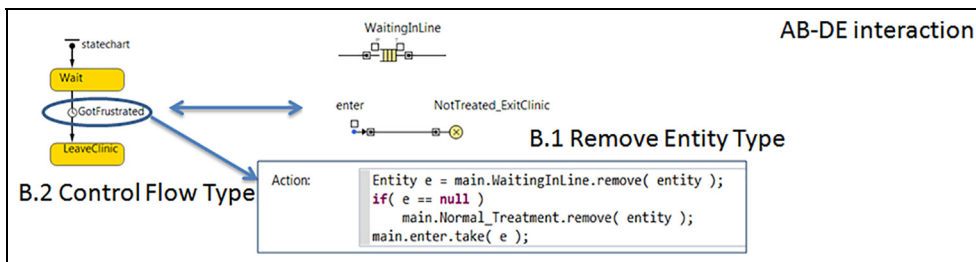 AB-DE interaction
statechart
Wait
GotFrustrated
LeaveClinic
WaitingInLine
enter
NotTreated_ExitClinic
B.1 Remove Entity Type
B.2 Control Flow Type
Action:
Entity e = main.WaitingInLine.remove( entity );
if( e == null )
main.Normal_Treatment.remove( entity );
main.enter.take( e );